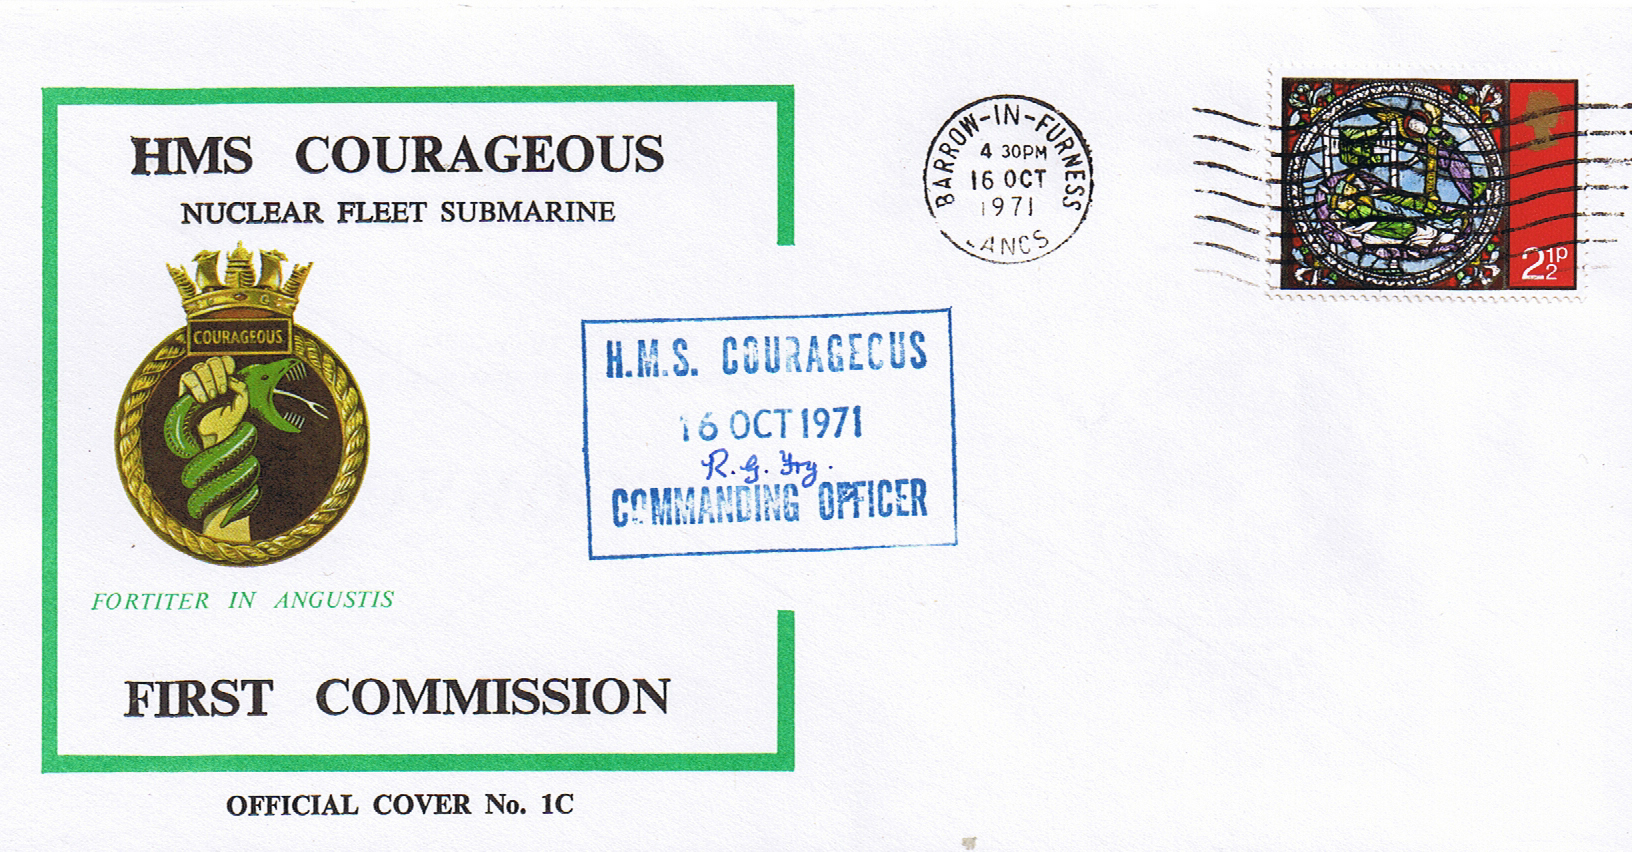 HMS COURAGEOUS
NUCLEAR FLEET SUBMARINE
COURAGEOUS
FORTITER IN ANGUSTIS
FIRST COMMISSION
OFFICIAL COVER No. 1C
H.M.S. COURAGEOUS
16 OCT 1971
R. G. Fry.
COMMANDING OFFICER
BARROW-IN-FURNESS
4 30PM
16 OCT
1971
LANCS
2½p